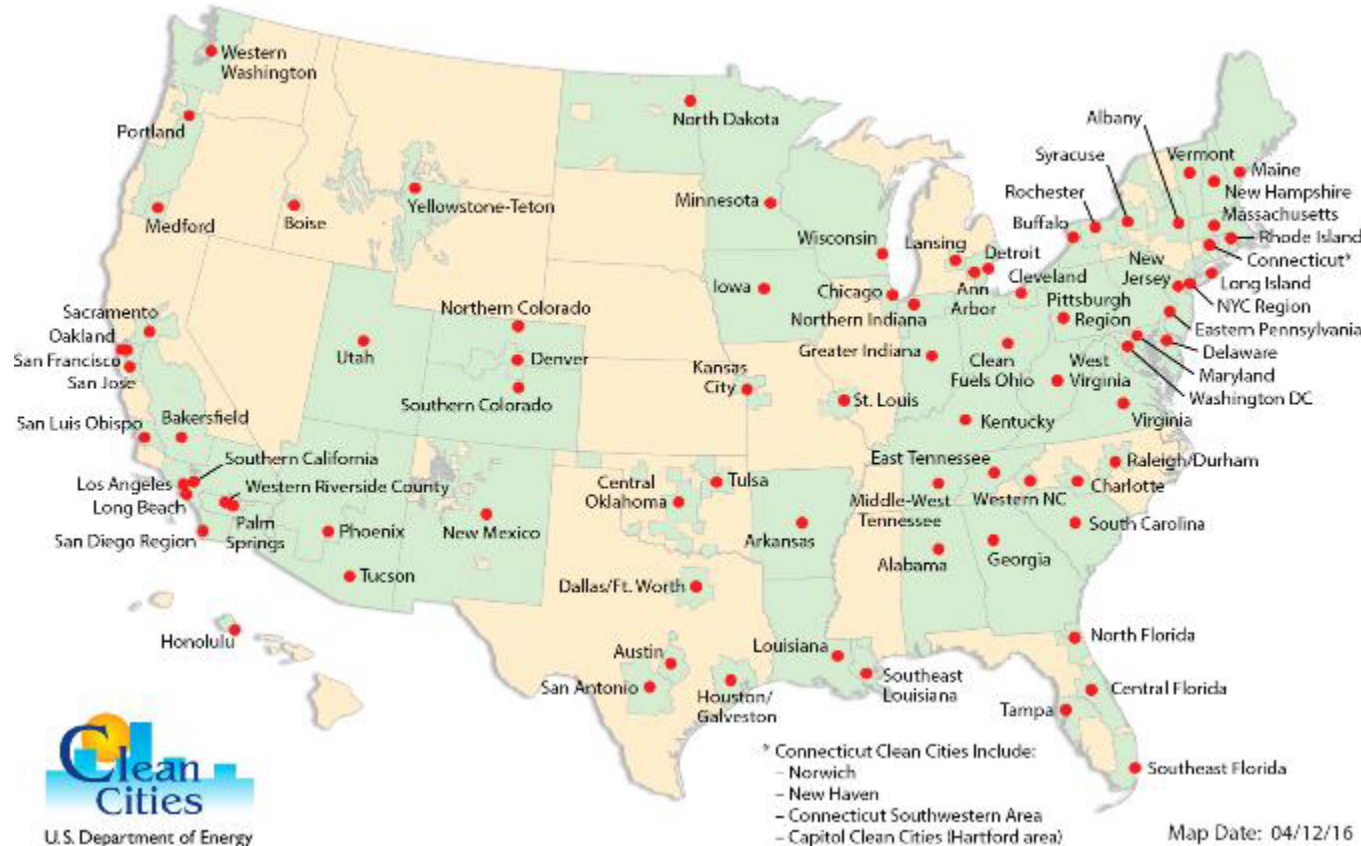 Western
Washington
Portland
Medford
Boise
Yellowstone-Teton
North Dakota
Minnesota
Wisconsin
Iowa
Chicago
Northern Indiana
Lansing
Detroit
Ann
Arbor
Cleveland
Albany
Syracuse
Rochester
Buffalo
Vermont
Maine
New Hampshire
Massachusetts
Rhode Island
Connecticut*
Long Island
New
Jersey
NYC Region
Pittsburgh
Region
Eastern Pennsylvania
Delaware
Maryland
Washington DC
Sacramento
Oakland
San Francisco
San Jose
San Luis Obispo
Bakersfield
Southern California
Los Angeles
Western Riverside County
Long Beach
Palm
Springs
San Diego Region
Utah
Northern Colorado
Denver
Southern Colorado
Phoenix
Tucson
New Mexico
Kansas
City
St. Louis
Greater Indiana
Clean
Fuels Ohio
West
Virginia
Virginia
Kentucky
East Tennessee
Raleigh/Durham
Central
Oklahoma
Tulsa
Middle-West
Tennessee
Western NC
Charlotte
South Carolina
Arkansas
Alabama
Georgia
Dallas/Ft. Worth
Austin
San Antonio
Houston/
Galveston
Louisiana
Southeast
Louisiana
North Florida
Central Florida
Tampa
Southeast Florida
Honolulu
* Connecticut Clean Cities Include:
– Norwich
– New Haven
– Connecticut Southwestern Area
– Capitol Clean Cities (Hartford area)
Clean
Cities
U.S. Department of Energy
Map Date: 04/12/16